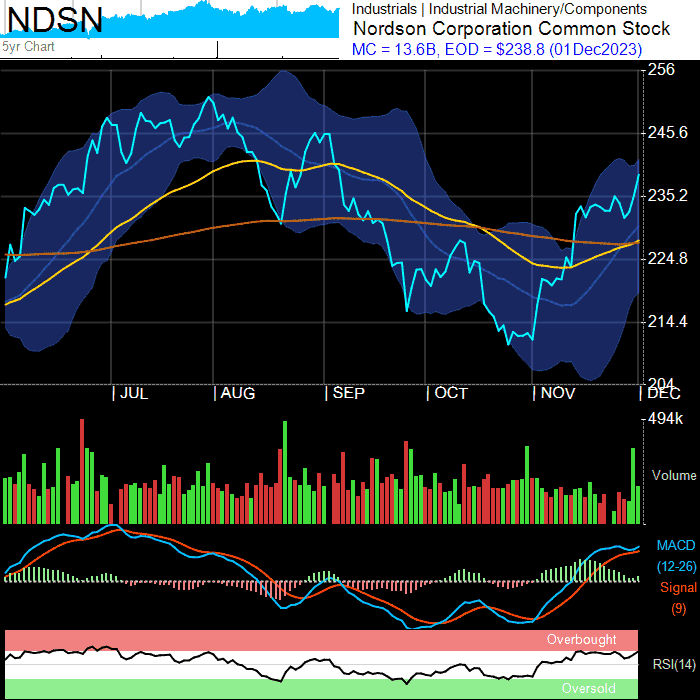 NDSN
5yr Chart
Industrials | Industrial Machinery/Components
Nordson Corporation Common Stock
MC = 13.6B, EOD = $238.8 (01Dec2023)
256
245.6
235.2
224.8
214.4
204
| JUL | AUG | SEP | OCT | NOV | DEC
494k
Volume
MACD
(12-26)
Signal
(9)
Overbought
RSI(14)
Oversold